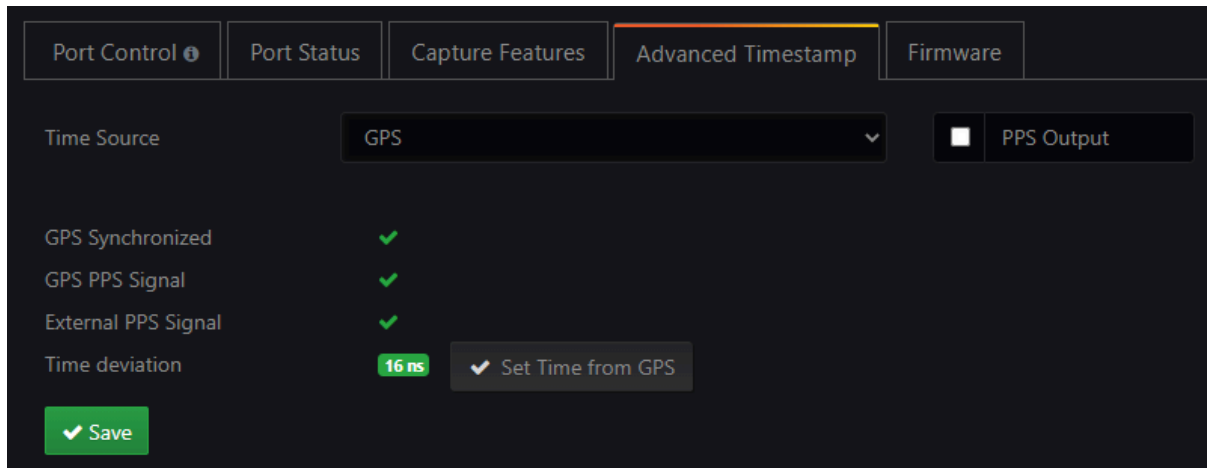 Port Control
Port Status
Capture Features
Advanced Timestamp
Firmware
Time Source
GPS
PPS Output
GPS Synchronized
GPS PPS Signal
External PPS Signal
Time deviation
16 ns
Set Time from GPS
Save